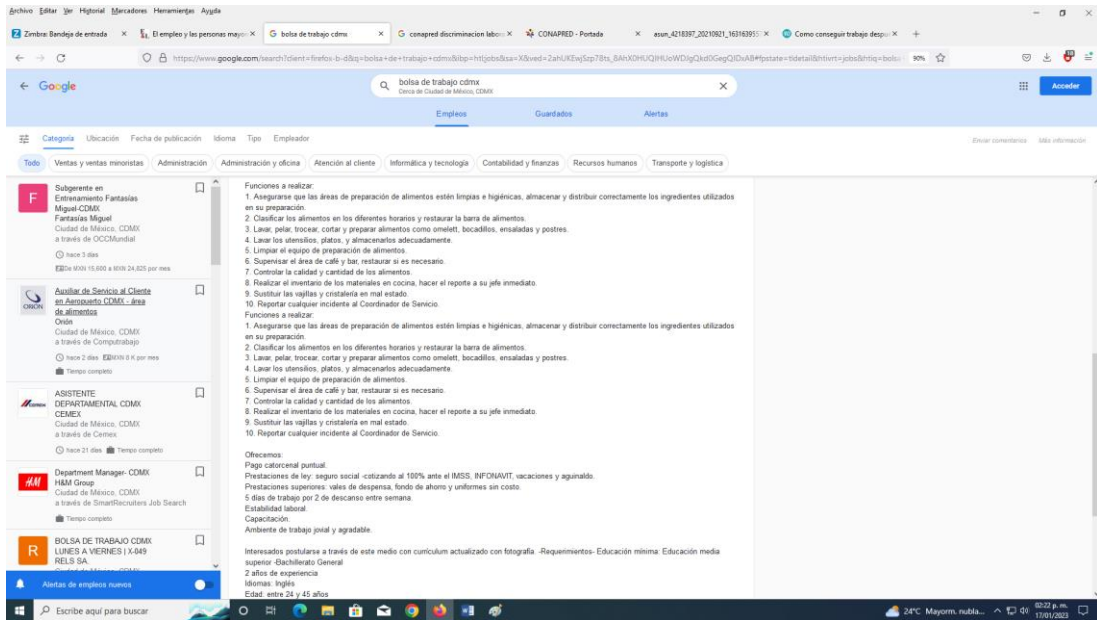 Archivo Editar Ver Historial Marcadores Herramientas Ayuda
Zimbra: Bandeja de entrada
El empleo y las personas mayor
bolsa de trabajo cdmx
conapred discriminacion labora
CONAPRED - Portada
asun_4218397_20210921_163163955
Como conseguir trabajo despu
90%
Google
bolsa de trabajo cdmx
Cerca de Ciudad de México, CDMX
Acceder
Empleos Guardados Alertas
Categoría Ubicación Fecha de publicación Idioma Tipo Empleador
Enviar comentarios Más información
Todo Ventas y ventas minoristas Administración Administración y oficina Atención al cliente Informática y tecnología Contabilidad y finanzas Recursos humanos Transporte y logística
F
Subgerente en
Entrenamiento Fantasías
Miguel-CDMX
Fantasías Miguel
Ciudad de México, CDMX
a través de OCCMundial
hace 3 días
De MXN 15,600 a MXN 24,825 por mes
ORIÓN
Auxiliar de Servicio al Cliente
en Aeropuerto CDMX - área
de alimentos
Orión
Ciudad de México, CDMX
a través de Computrabajo
hace 2 días MXN 8 K por mes
Tiempo completo
CEMEX
ASISTENTE
DEPARTAMENTAL CDMX
CEMEX
Ciudad de México, CDMX
a través de Cemex
hace 21 días Tiempo completo
H&M
Department Manager- CDMX
H&M Group
Ciudad de México, CDMX
a través de SmartRecruiters Job Search
Tiempo completo
R
BOLSA DE TRABAJO CDMX
LUNES A VIERNES | X-049
RELS SA.
Alertas de empleos nuevos
Funciones a realizar:
1. Asegurarse que las áreas de preparación de alimentos estén limpias e higiénicas, almacenar y distribuir correctamente los ingredientes utilizados
en su preparación.
2. Clasificar los alimentos en los diferentes horarios y restaurar la barra de alimentos.
3. Lavar, pelar, trocear, cortar y preparar alimentos como omelett, bocadillos, ensaladas y postres.
4. Lavar los utensilios, platos, y almacenarlos adecuadamente.
5. Limpiar el equipo de preparación de alimentos.
6. Supervisar el área de café y bar, restaurar si es necesario.
7. Controlar la calidad y cantidad de los alimentos.
8. Realizar el inventario de los materiales en cocina, hacer el reporte a su jefe inmediato.
9. Sustituir las vajillas y cristalería en mal estado.
10. Reportar cualquier incidente al Coordinador de Servicio.
Funciones a realizar:
1. Asegurarse que las áreas de preparación de alimentos estén limpias e higiénicas, almacenar y distribuir correctamente los ingredientes utilizados
en su preparación.
2. Clasificar los alimentos en los diferentes horarios y restaurar la barra de alimentos.
3. Lavar, pelar, trocear, cortar y preparar alimentos como omelett, bocadillos, ensaladas y postres.
4. Lavar los utensilios, platos, y almacenarlos adecuadamente.
5. Limpiar el equipo de preparación de alimentos.
6. Supervisar el área de café y bar, restaurar si es necesario.
7. Controlar la calidad y cantidad de los alimentos.
8. Realizar el inventario de los materiales en cocina, hacer el reporte a su jefe inmediato.
9. Sustituir las vajillas y cristalería en mal estado.
10. Reportar cualquier incidente al Coordinador de Servicio.
Ofrecemos:
Pago catorcenal puntual.
Prestaciones de ley: seguro social -cotizando al 100% ante el IMSS, INFONAVIT, vacaciones y aguinaldo.
Prestaciones superiores: vales de despensa, fondo de ahorro y uniformes sin costo.
5 días de trabajo por 2 de descanso entre semana.
Estabilidad laboral.
Capacitación.
Ambiente de trabajo jovial y agradable.
Interesados postularse a través de este medio con currículum actualizado con fotografía. -Requerimientos- Educación mínima: Educación media
superior -Bachillerato General
2 años de experiencia
Idiomas: Inglés
Edad: entre 24 y 45 años
Escribe aquí para buscar
24°C Mayorm. nubla...
02:22 p. m.
17/01/2023